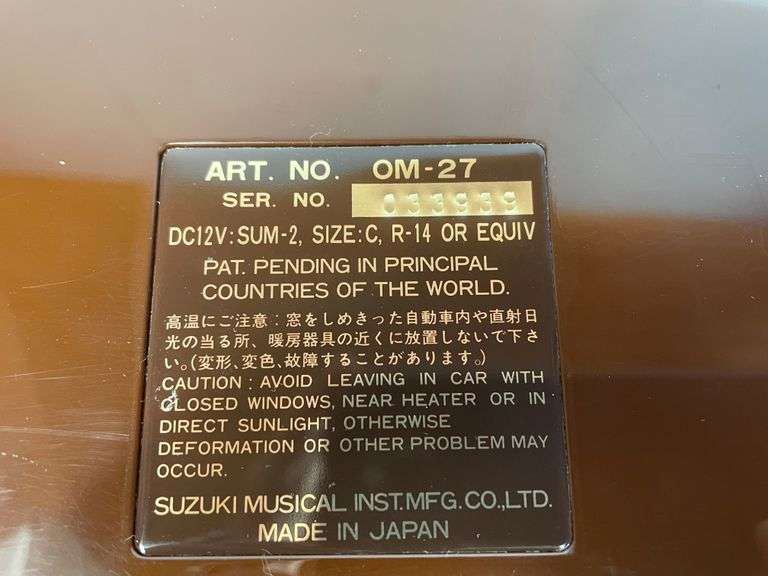 ART. NO. OM-27
SER. NO. 033939
DC12V: SUM-2, SIZE:C, R-14 OR EQUIV
PAT. PENDING IN PRINCIPAL
COUNTRIES OF THE WORLD.
高温にご注意：窓をしめきった自動車内や直射日
光の当る所、暖房器具の近くに放置しないで下さ
い。(変形、変色、故障することがあります。)
CAUTION : AVOID LEAVING IN CAR WITH
CLOSED WINDOWS, NEAR HEATER OR IN
DIRECT SUNLIGHT, OTHERWISE
DEFORMATION OR OTHER PROBLEM MAY
OCCUR.
SUZUKI MUSICAL INST.MFG.CO.,LTD.
MADE IN JAPAN